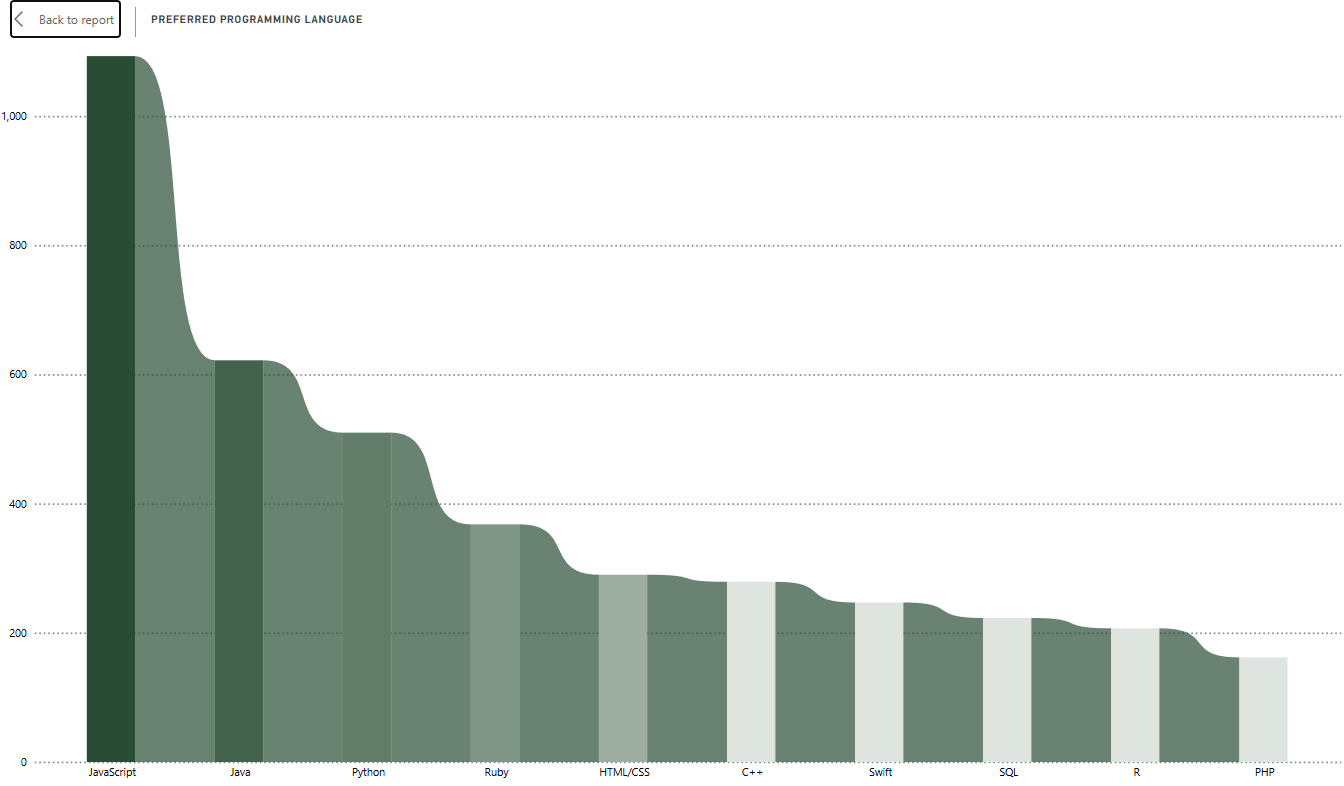 Back to report
PREFERRED PROGRAMMING LANGUAGE
1,000
800
600
400
200
0
JavaScript Java Python Ruby HTML/CSS C++ Swift SQL R PHP